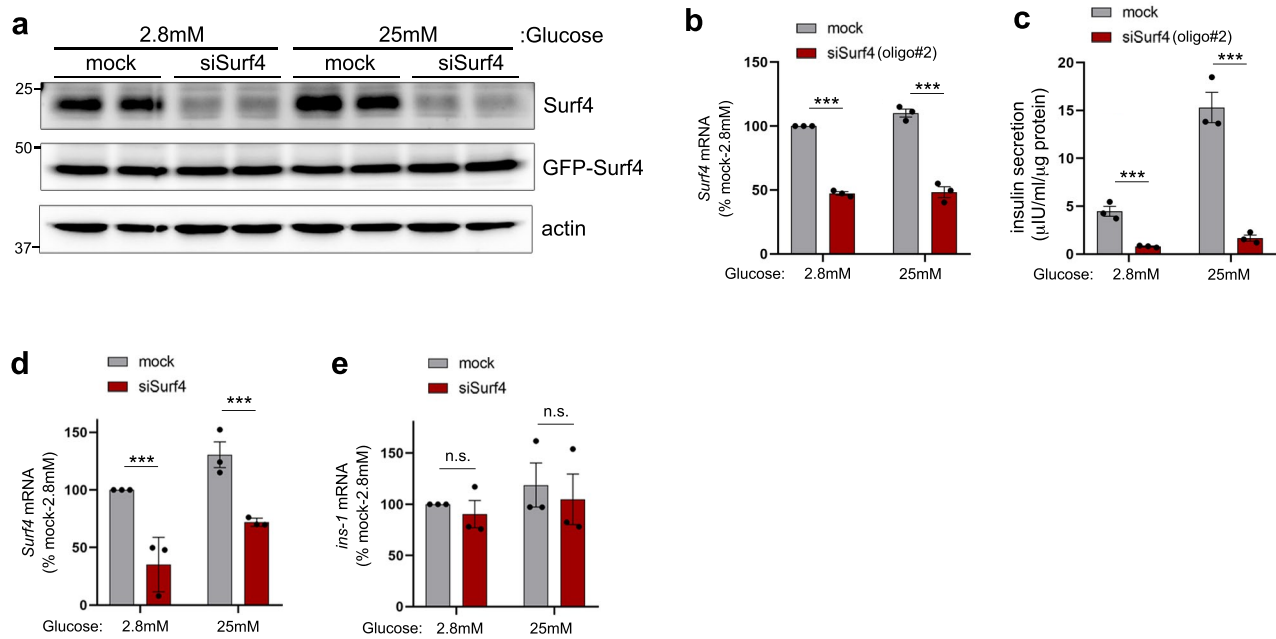 a
2.8mM 25mM :Glucose
mock siSurf4 mock siSurf4
25
Surf4
50
GFP-Surf4
actin
37
b
mock
siSurf4 (oligo#2)
Surf4 mRNA
(% mock-2.8mM)
150
100
50
0
***
***
Glucose: 2.8mM 25mM
c
mock
siSurf4 (oligo#2)
insulin secretion
(µIU/ml/µg protein)
20
15
10
5
0
***
***
Glucose: 2.8mM 25mM
d
mock
siSurf4
Surf4 mRNA
(% mock-2.8mM)
150
100
50
0
***
***
Glucose: 2.8mM 25mM
e
mock
siSurf4
ins-1 mRNA
(% mock-2.8mM)
150
100
50
0
n.s.
n.s.
Glucose: 2.8mM 25mM